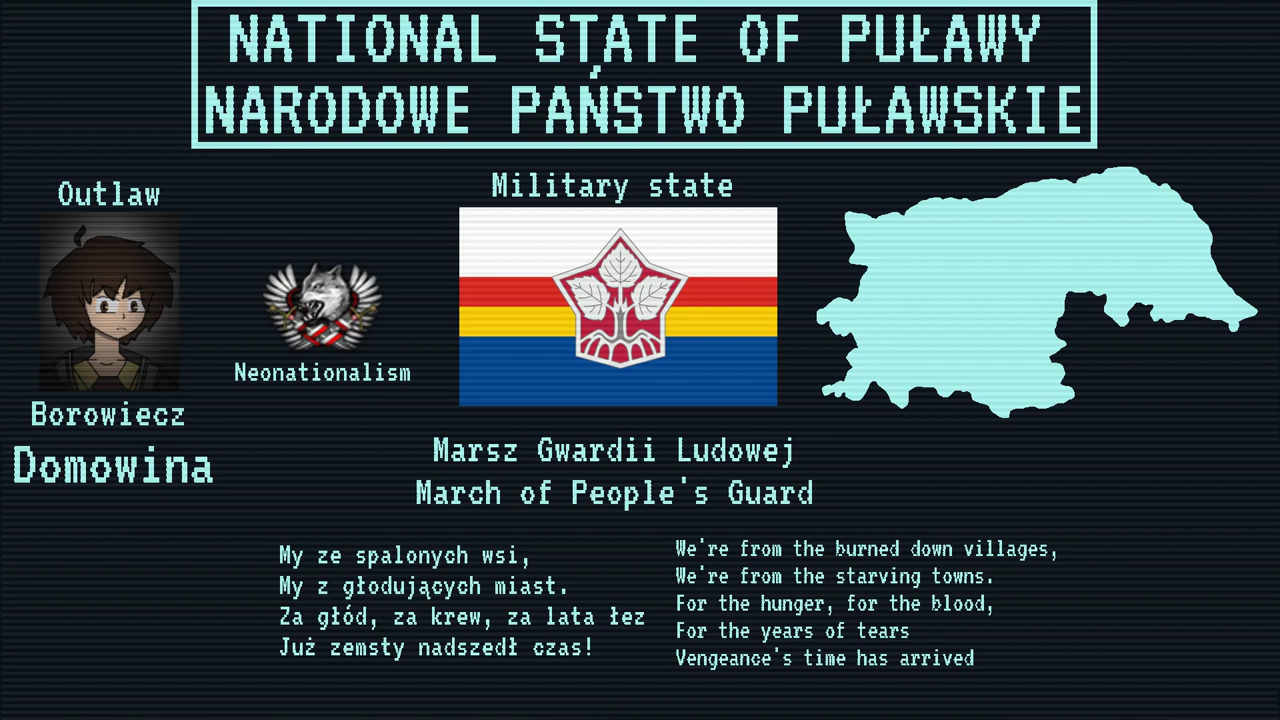 NATIONAL STATE OF PUŁAWY
NARODOWE PAŃSTWO PUŁAWSKIE
Outlaw
Borowiecz
Domowina
Neonationalism
Military state
Marsz Gwardii Ludowej
March of People's Guard
My ze spalonych wsi,
My z głodujących miast.
Za głód, za krew, za lata łez
Już zemsty nadszedł czas!
We're from the burned down villages,
We're from the starving towns.
For the hunger, for the blood,
For the years of tears
Vengeance's time has arrived